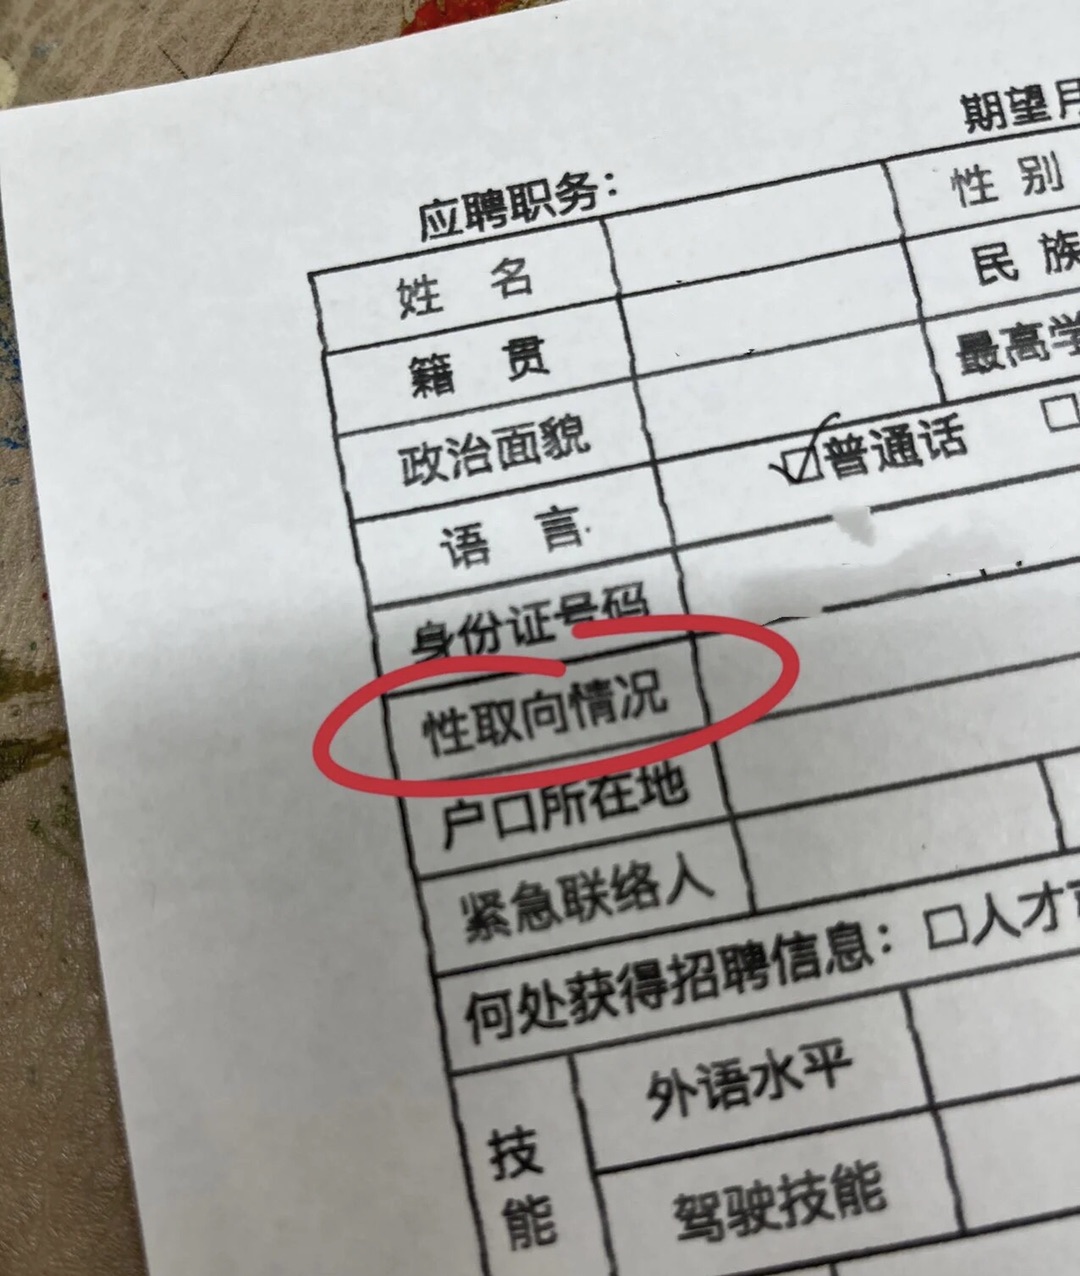 期望月
应聘职务：
姓名 性别
籍贯 民族
政治面貌 最高学
语言 普通话
身份证号码
性取向情况
户口所在地
紧急联络人
何处获得招聘信息：人才
技能 外语水平
驾驶技能